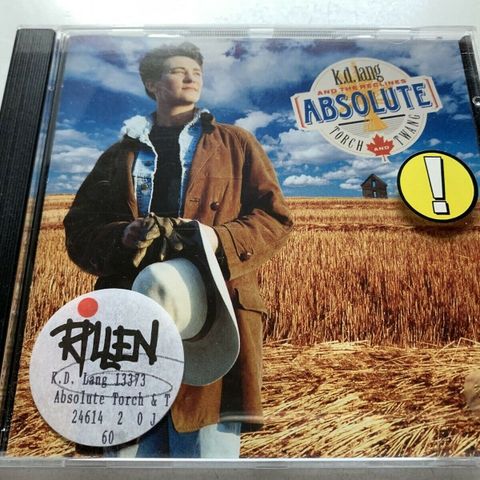 k.d. lang
AND THE RECLINES
ABSOLUTE
TORCH AND TWANG
!
RILLEN
K.D. Lang 13373
Absolute Torch & T
24614 2 0 J
60